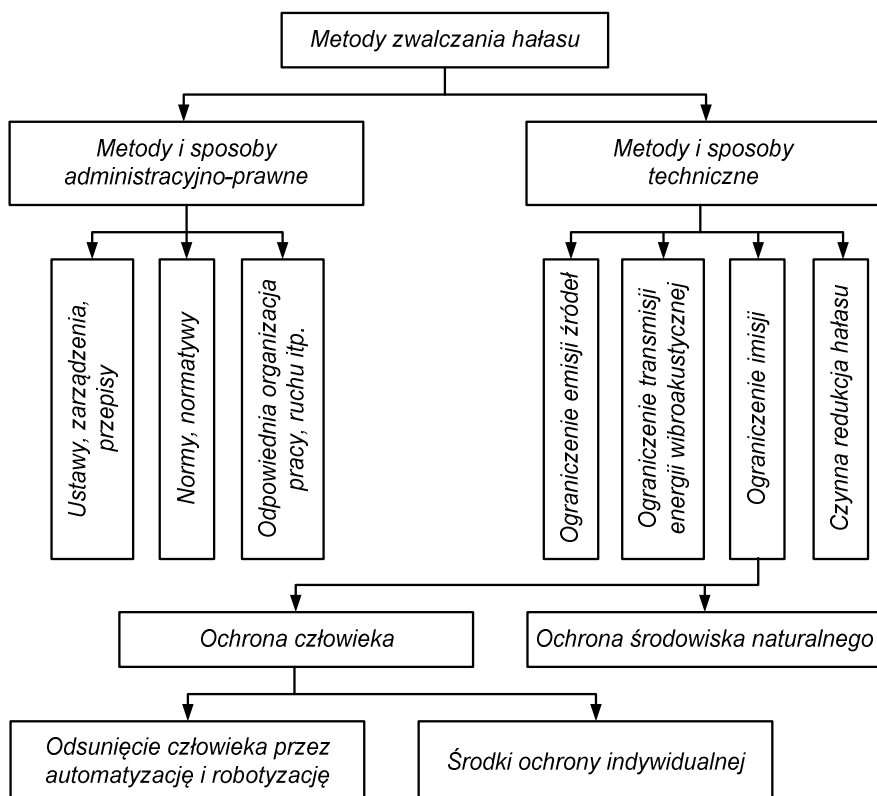 Metody zwalczania hałasu
Metody i sposoby
administracyjno-prawne
Metody i sposoby
techniczne
Ustawy, zarządzenia,
przepisy
Normy, normatywy
Odpowiednia organizacja
pracy, ruchu itp.
Ograniczenie emisji źródeł
Ograniczenie transmisji
energii wibroakustycznej
Ograniczenie imisji
Czynna redukcja hałasu
Ochrona człowieka
Ochrona środowiska naturalnego
Odsunięcie człowieka przez
automatyzację i robotyzację
Środki ochrony indywidualnej